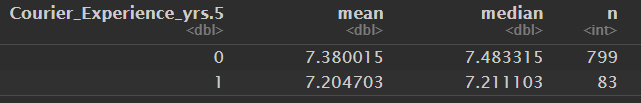 Courier_Experience_yrs.5 mean median n
<dbl> <dbl> <dbl> <int>
0 7.380015 7.483315 799
1 7.204703 7.211103 83